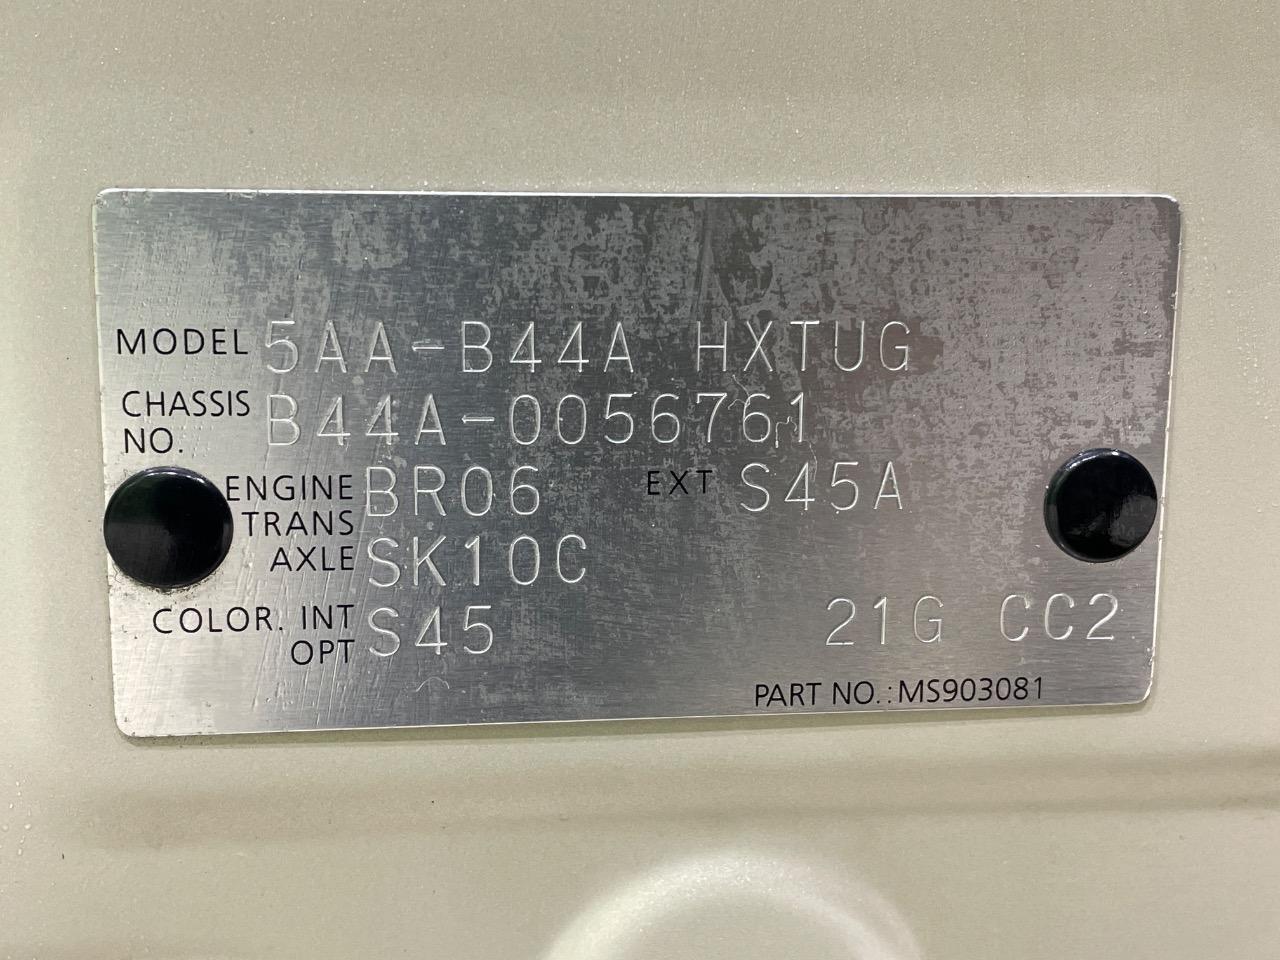 MODEL 5AA-B44A HXTUG
CHASSIS NO. B44A-0056761
ENGINE BR06 EXT S45A
TRANS AXLE SK10C
COLOR. INT OPT S45 21G CC2
PART NO.: MS903081